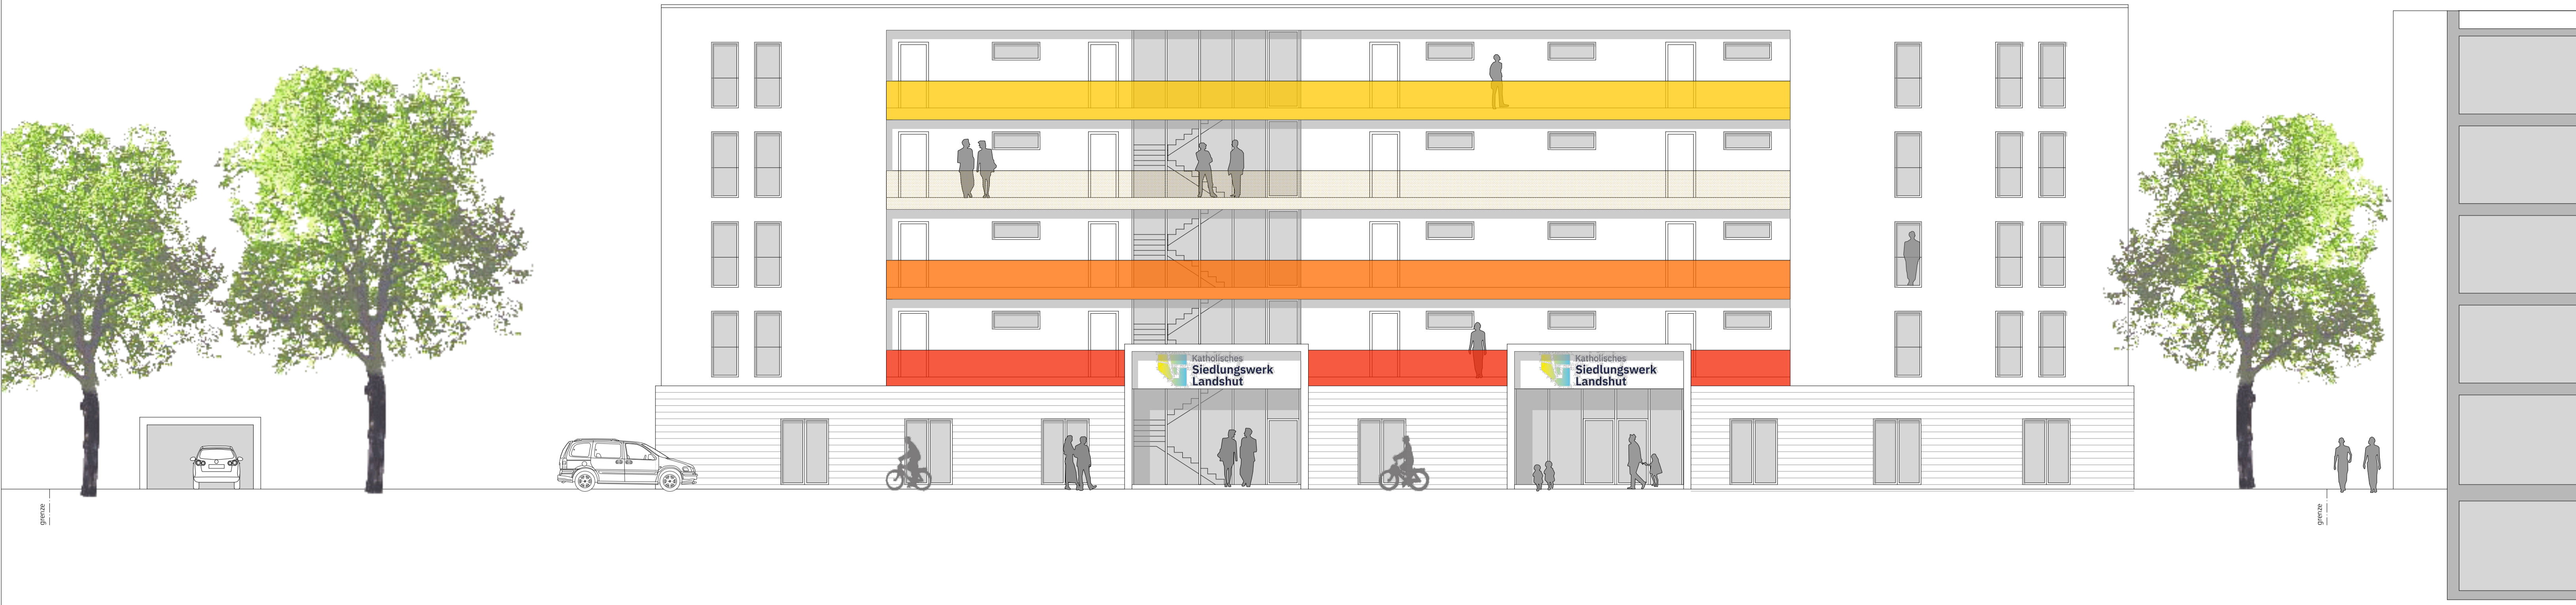 Katholisches
Siedlungswerk
Landshut
Katholisches
Siedlungswerk
Landshut
grenze
grenze